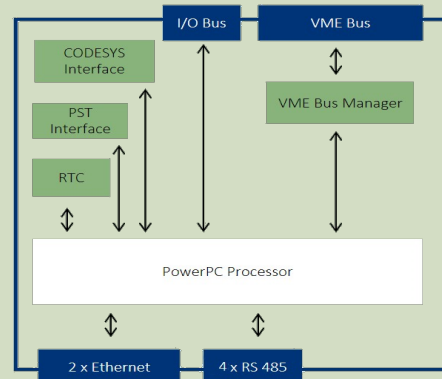 I/O Bus
VME Bus
CODESYS
Interface
VME Bus Manager
PST
Interface
RTC
PowerPC Processor
2 x Ethernet
4 x RS 485